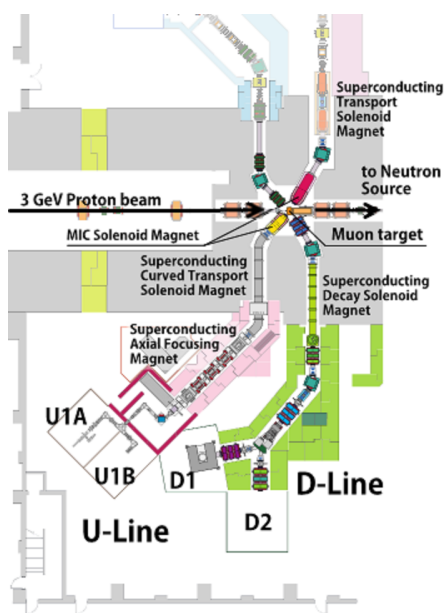 Superconducting
Transport
Solenoid
Magnet
to Neutron
Source
3 GeV Proton beam
MIC Solenoid Magnet
Muon target
Superconducting
Curved Transport
Solenoid Magnet
Superconducting
Decay Solenoid
Magnet
Superconducting
Axial Focusing
Magnet
U1A
U1B
D1
D-Line
D2
U-Line